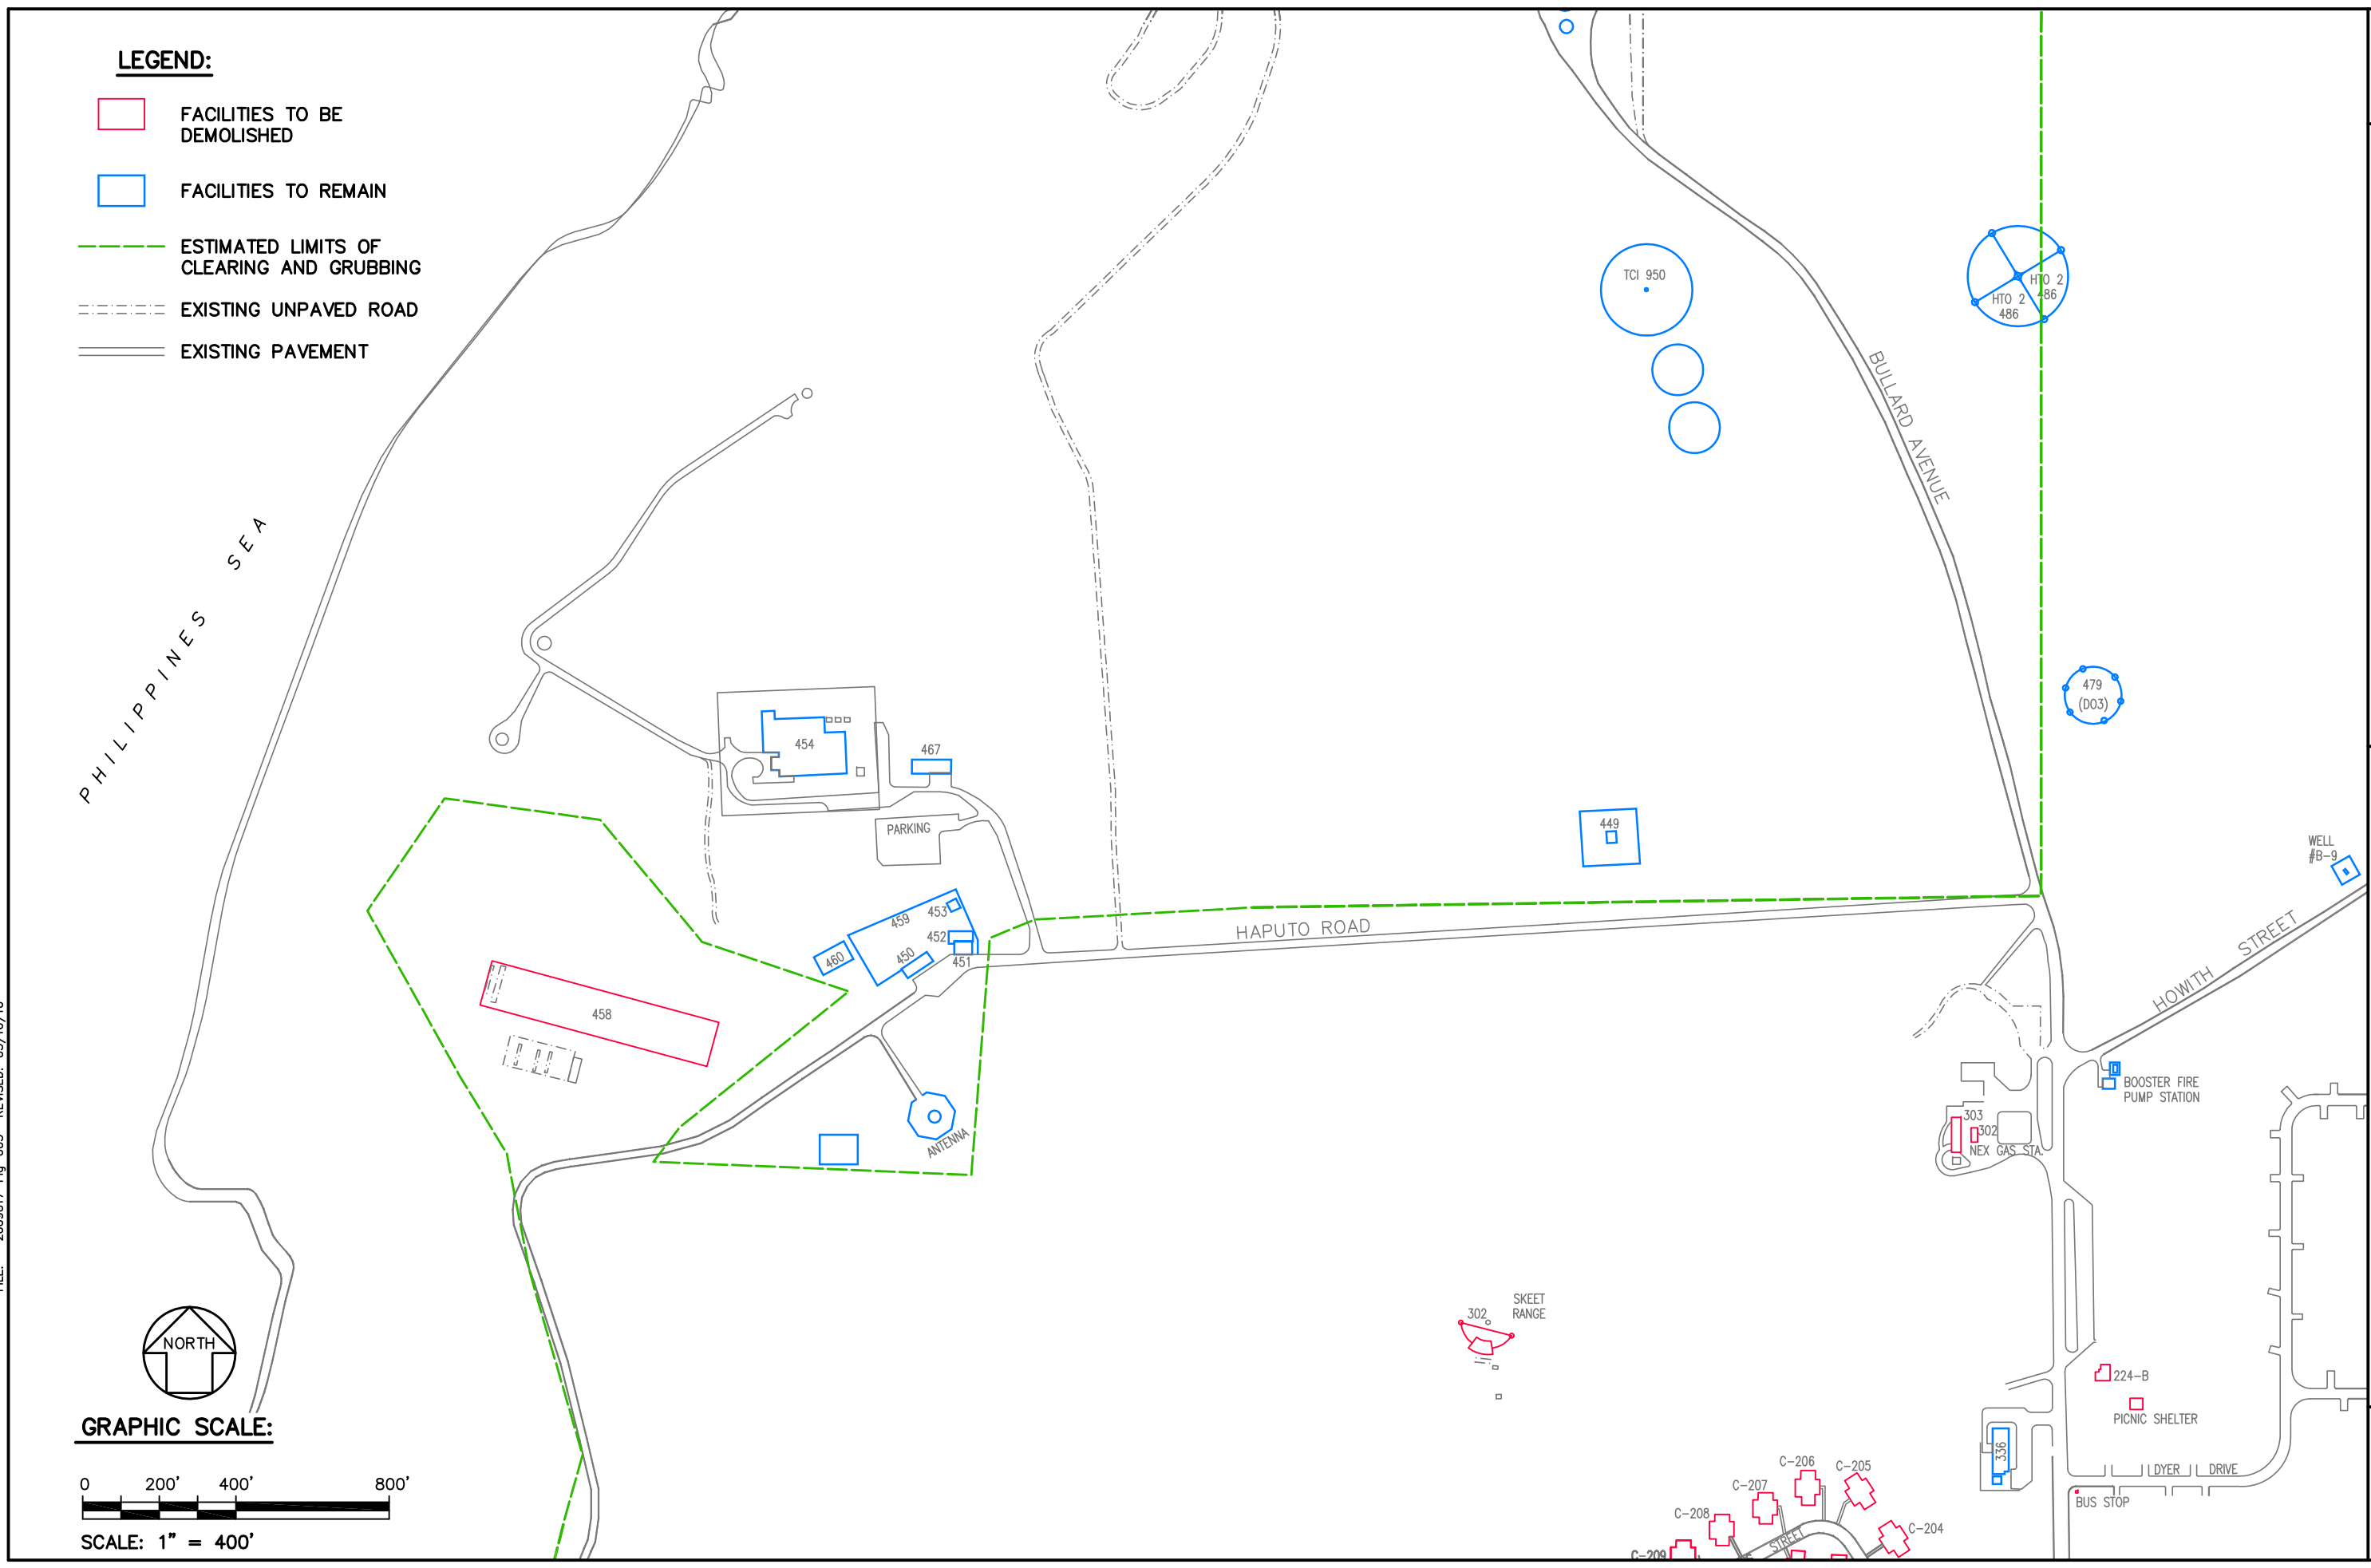 LEGEND:
FACILITIES TO BE
DEMOLISHED
FACILITIES TO REMAIN
ESTIMATED LIMITS OF
CLEARING AND GRUBBING
EXISTING UNPAVED ROAD
EXISTING PAVEMENT
PHILIPPINES SEA
TCI 950
HTO 2
486
HTO 2
486
BULLARD AVENUE
479
(D03)
454
467
PARKING
449
WELL
#B-9
459
453
452
451
450
460
HAPUTO ROAD
HOWITH STREET
458
ANTENNA
BOOSTER FIRE
PUMP STATION
303
302
NEX GAS STA.
302
SKEET
RANGE
224-B
PICNIC SHELTER
336
DYER DRIVE
BUS STOP
C-206
C-205
C-207
C-208
C-204
C-209
STREET
NORTH
GRAPHIC SCALE:
0 200' 400' 800'
SCALE: 1" = 400'